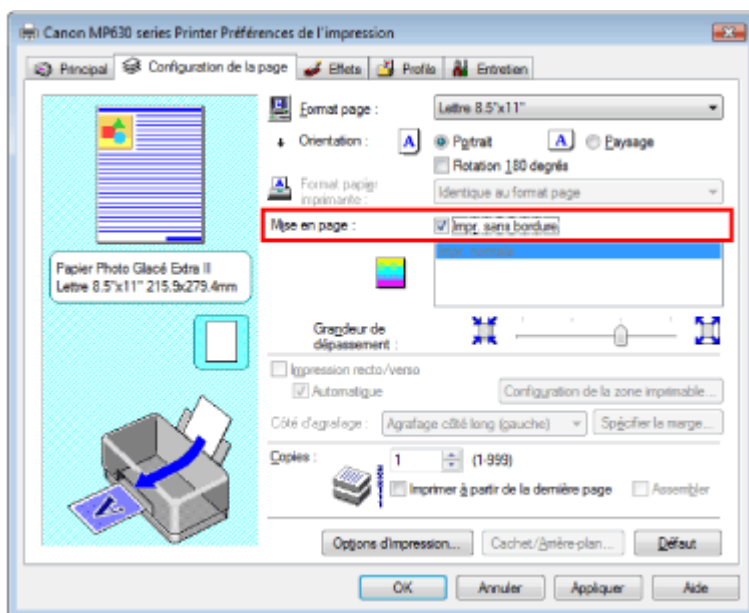 Canon MP630 series Printer Préférences de l'impression
Principal Configuration de la page Effets Profils Entretien
Format page : Lettre 8.5"x11"
Orientation : A Portrait A Paysage
Rotation 180 degrés
Format papier imprimante : Identique au format page
Mise en page : Impr. sans bordure
Papier Photo Glacé Extra II
Lettre 8.5"x11" 215.9x279.4mm
Grandeur de
dépassement :
Impression recto/verso
Automatique Configuration de la zone imprimable...
Côté d'agrafage : Agrafage côté long (gauche) Spécifier la marge...
Copies : 1 (1-999)
Imprimer à partir de la dernière page Assembler
Options d'impression... Cachet/Arrière-plan... Défaut
OK Annuler Appliquer Aide